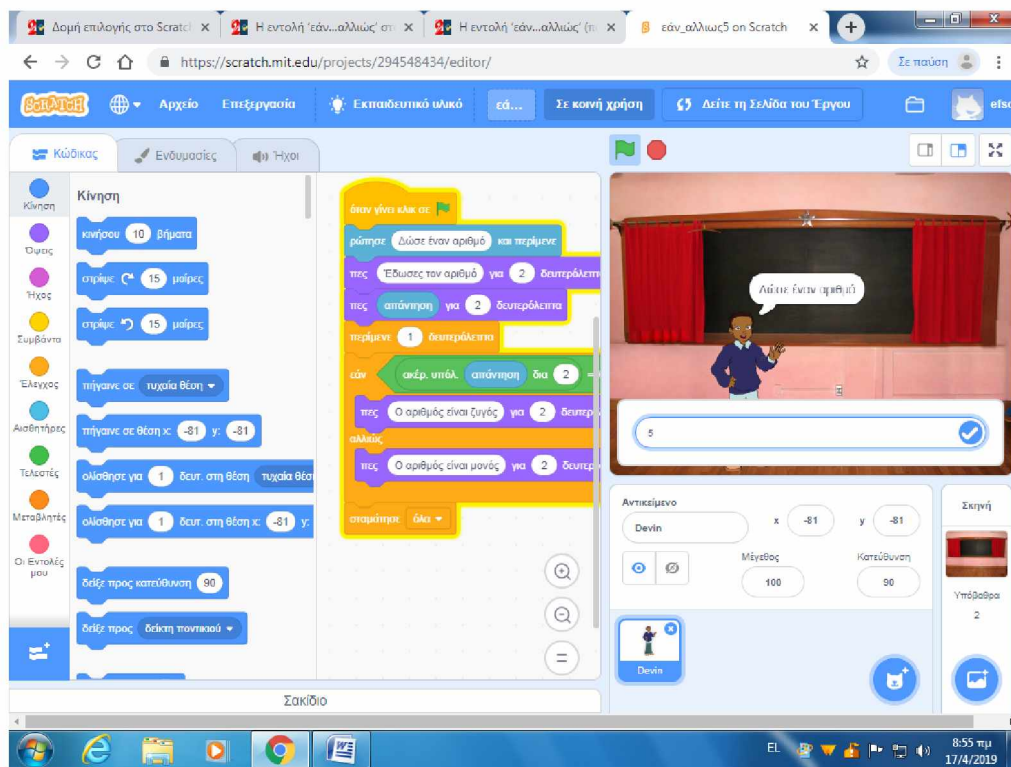 Δομή επιλογής στο Scratch
Η εντολή 'εάν...αλλιώς' στ
Η εντολή 'εάν...αλλιώς' (π
εάν_αλλιως5 on Scratch
https://scratch.mit.edu/projects/294548434/editor/
Σε παύση
SCRATCH
Αρχείο
Επεξεργασία
Εκπαιδευτικό υλικό
εά...
Σε κοινή χρήση
Δείτε τη Σελίδα του Έργου
efso
Κώδικας
Ενδυμασίες
Ήχοι
Κίνηση
Όψεις
Ήχος
Συμβάντα
Έλεγχος
Αισθητήρες
Τελεστές
Μεταβλητές
Οι Εντολές
μου
Κίνηση
κινήσου 10 βήματα
στρίψε 15 μοίρες
στρίψε 15 μοίρες
πήγαινε σε τυχαία θέση
πήγαινε σε θέση x: -81 y: -81
ολίσθησε για 1 δευτ. στη θέση τυχαία θέσ
ολίσθησε για 1 δευτ. στη θέση x: -81 y:
δείξε προς κατεύθυνση 90
δείξε προς δείκτη ποντικιού
όταν γίνει κλικ σε
ρώτησε Δώσε έναν αριθμό και περίμενε
πες Έδωσες τον αριθμό για 2 δευτερόλεπτ
πες απάντηση για 2 δευτερόλεπτα
περίμενε 1 δευτερόλεπτα
εάν ακέρ. υπόλ. απάντηση δια 2 =
πες Ο αριθμός είναι ζυγός για 2 δευτερ
αλλιώς
πες Ο αριθμός είναι μονός για 2 δευτερ
σταμάτησε όλα
Δώσε έναν αριθμό
5
Αντικείμενο
Devin
x -81
y -81
Μέγεθος
100
Κατεύθυνση
90
Devin
Σκηνή
Υπόβαθρα
2
Σακίδιο
EL
8:55 πμ
17/4/2019